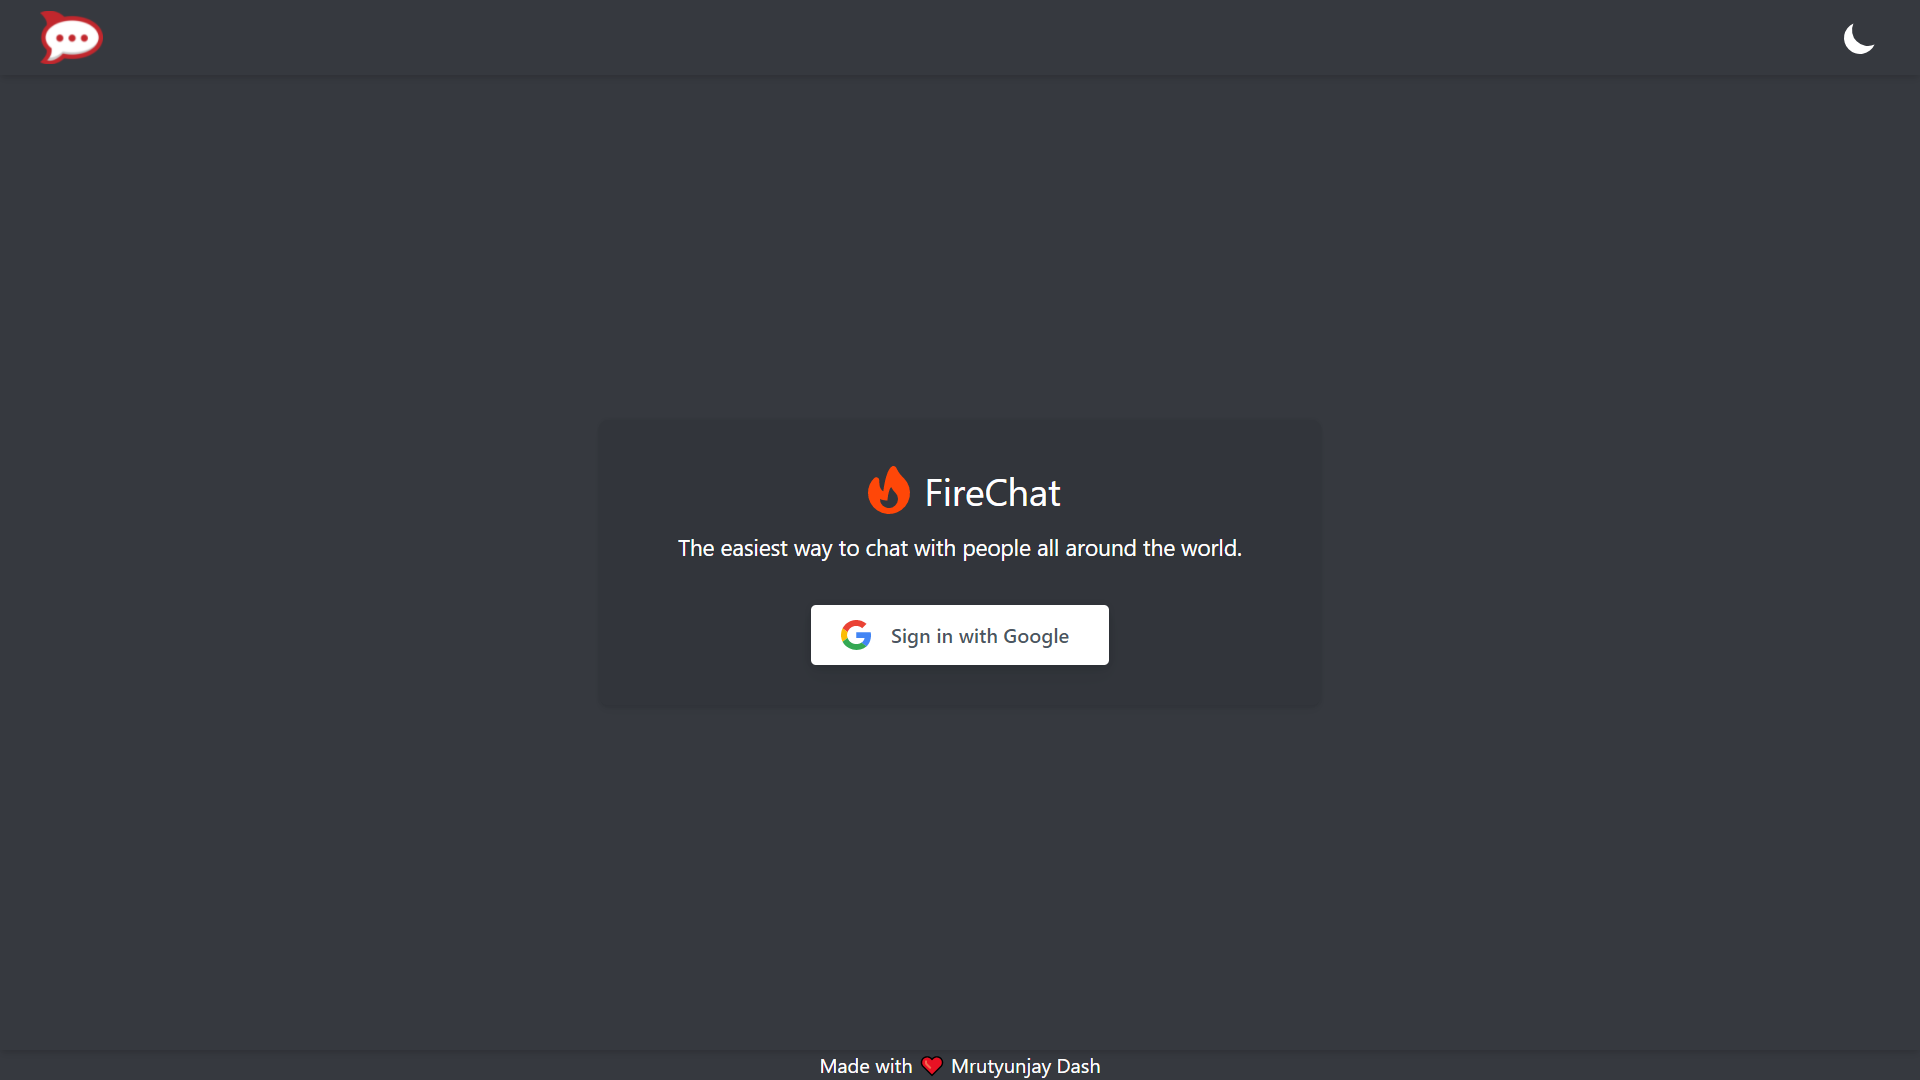 FireChat
The easiest way to chat with people all around the world.
Sign in with Google
Made with ❤️ Mrutyunjay Dash